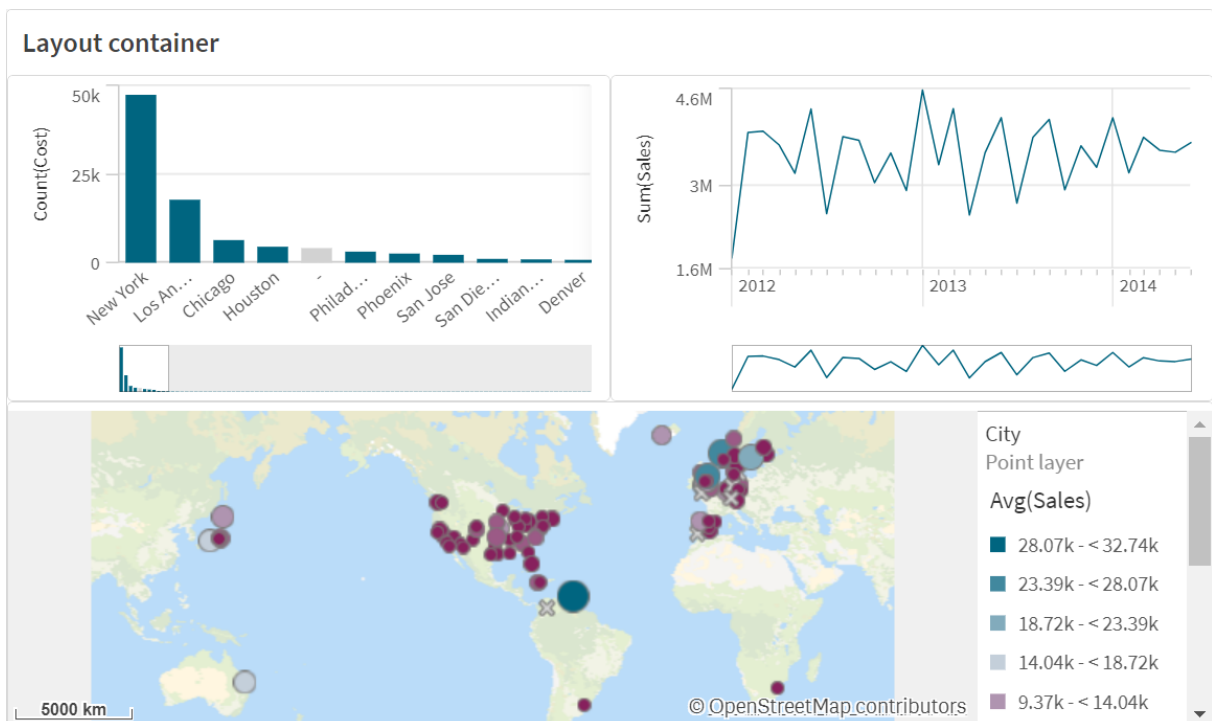 Layout container
50k
25k
0
Count(Cost)
New York
Los An...
Chicago
Houston
-
Philad...
Phoenix
San Jose
San Die...
Indian...
Denver
4.6M
3M
1.6M
Sum(Sales)
2012
2013
2014
5000 km
© OpenStreetMap contributors
City
Point layer
Avg(Sales)
28.07k - < 32.74k
23.39k - < 28.07k
18.72k - < 23.39k
14.04k - < 18.72k
9.37k - < 14.04k